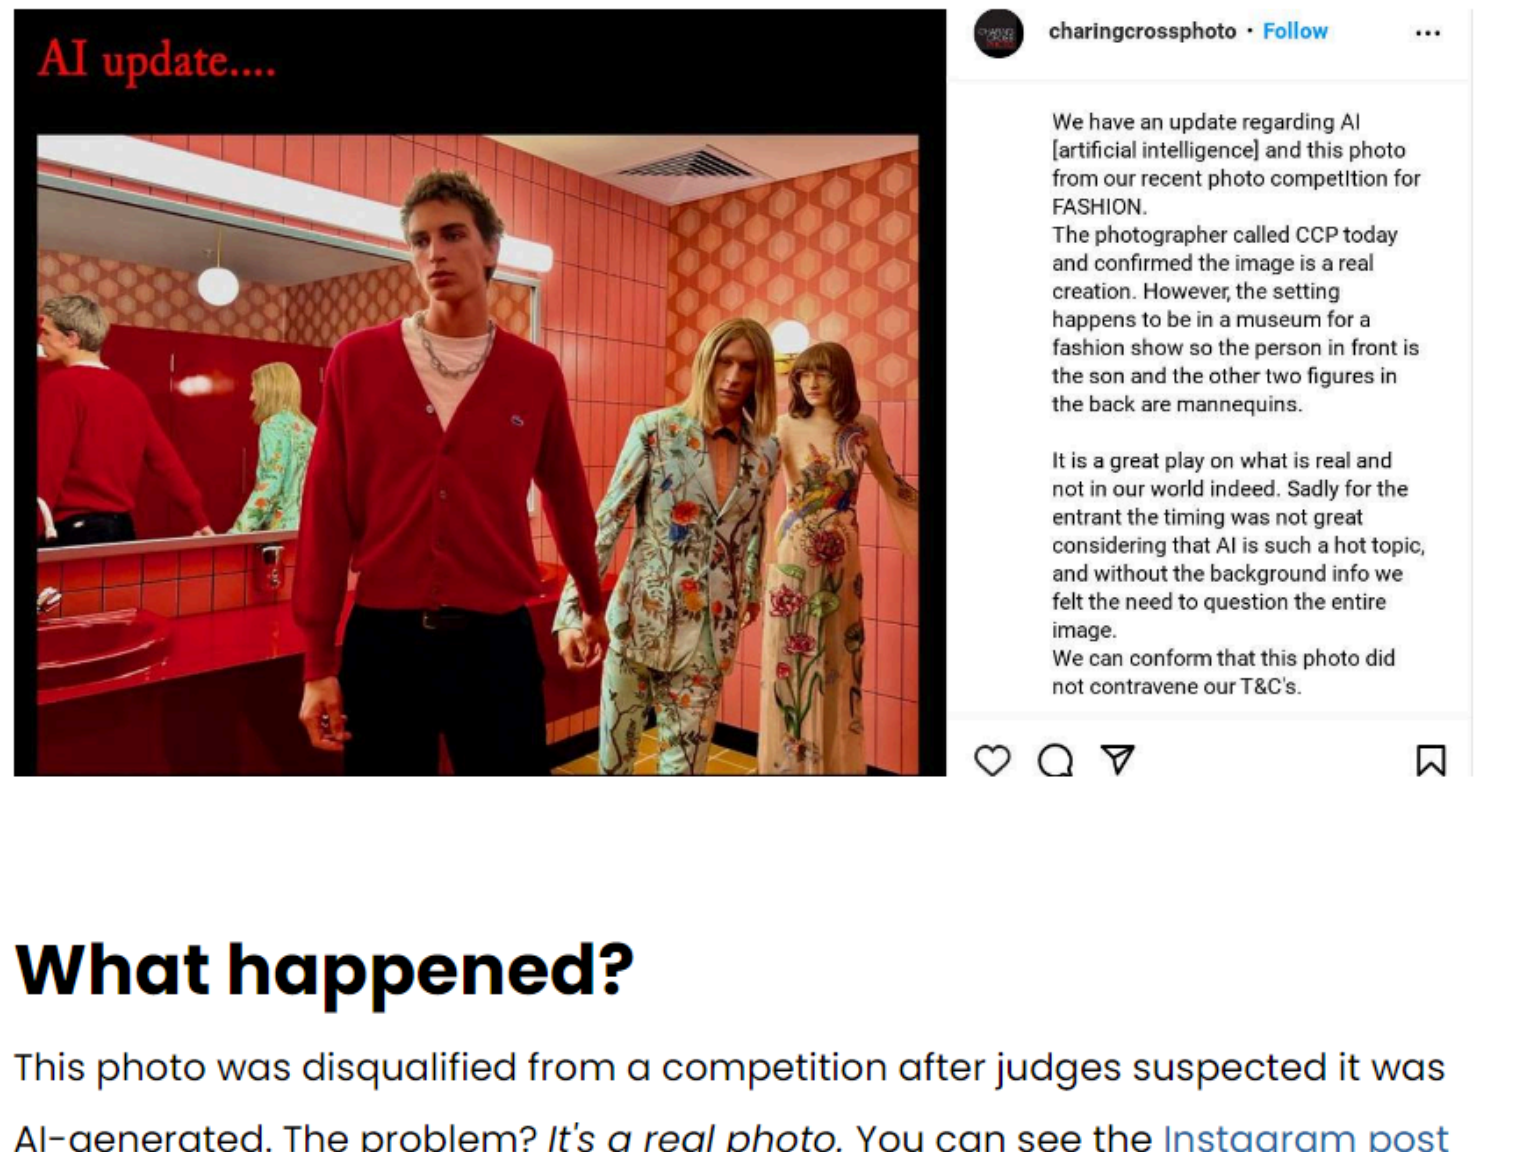 AI update....
charingcrossphoto • Follow
We have an update regarding AI
[artificial intelligence] and this photo
from our recent photo competItion for
FASHION.
The photographer called CCP today
and confirmed the image is a real
creation. However, the setting
happens to be in a museum for a
fashion show so the person in front is
the son and the other two figures in
the back are mannequins.
It is a great play on what is real and
not in our world indeed. Sadly for the
entrant the timing was not great
considering that AI is such a hot topic,
and without the background info we
felt the need to question the entire
image.
We can conform that this photo did
not contravene our T&C's.
What happened?
This photo was disqualified from a competition after judges suspected it was
AI-generated. The problem? It's a real photo. You can see the Instagram post